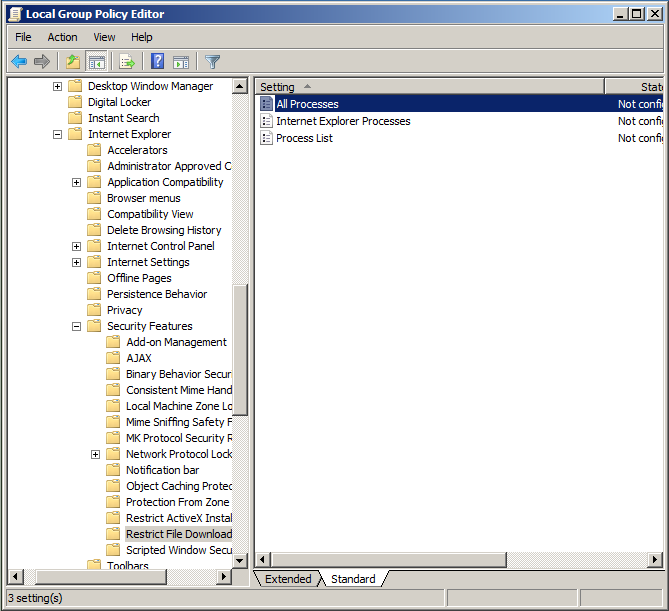 Local Group Policy Editor
File Action View Help
Desktop Window Manager
Digital Locker
Instant Search
Internet Explorer
Accelerators
Administrator Approved C
Application Compatibility
Browser menus
Compatibility View
Delete Browsing History
Internet Control Panel
Internet Settings
Offline Pages
Persistence Behavior
Privacy
Security Features
Add-on Management
AJAX
Binary Behavior Secur
Consistent Mime Hand
Local Machine Zone Lo
Mime Sniffing Safety F
MK Protocol Security R
Network Protocol Lock
Notification bar
Object Caching Protec
Protection From Zone
Restrict ActiveX Instal
Restrict File Download
Scripted Window Secu
Toolbars
Setting State
All Processes Not config
Internet Explorer Processes Not config
Process List Not config
Extended Standard
3 setting(s)